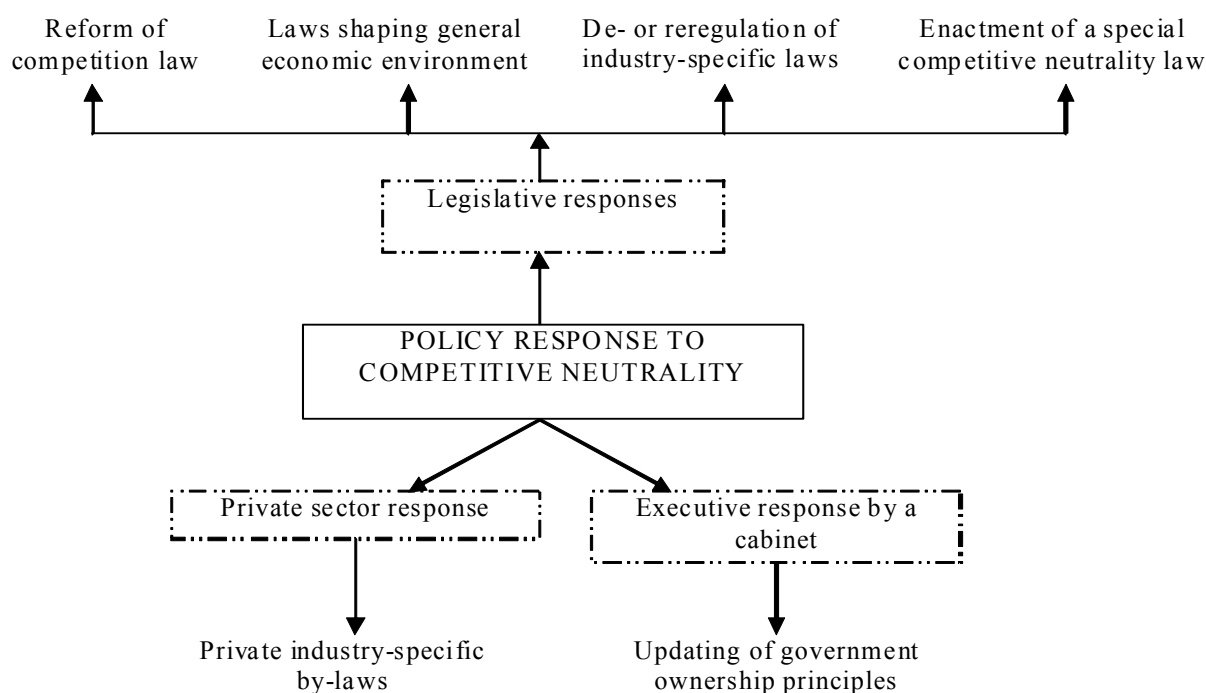 Reform of
competition law
Laws shaping general
economic environment
De- or reregulation of
industry-specific laws
Enactment of a special
competitive neutrality law
Legislative responses
POLICY RESPONSE TO
COMPETITIVE NEUTRALITY
Private sector response
Executive response by a
cabinet
Private industry-specific
by-laws
Updating of government
ownership principles